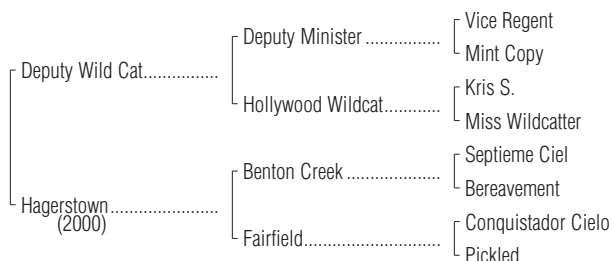 Vice Regent
Deputy Minister ....................
Mint Copy
Deputy Wild Cat....................
Kris S.
Hollywood Wildcat...............
Miss Wildcatter
Septieme Ciel
Benton Creek .........................
Bereavement
Hagerstown.............................
(2000)
Conquistador Cielo
Fairfield.....................................
Pickled